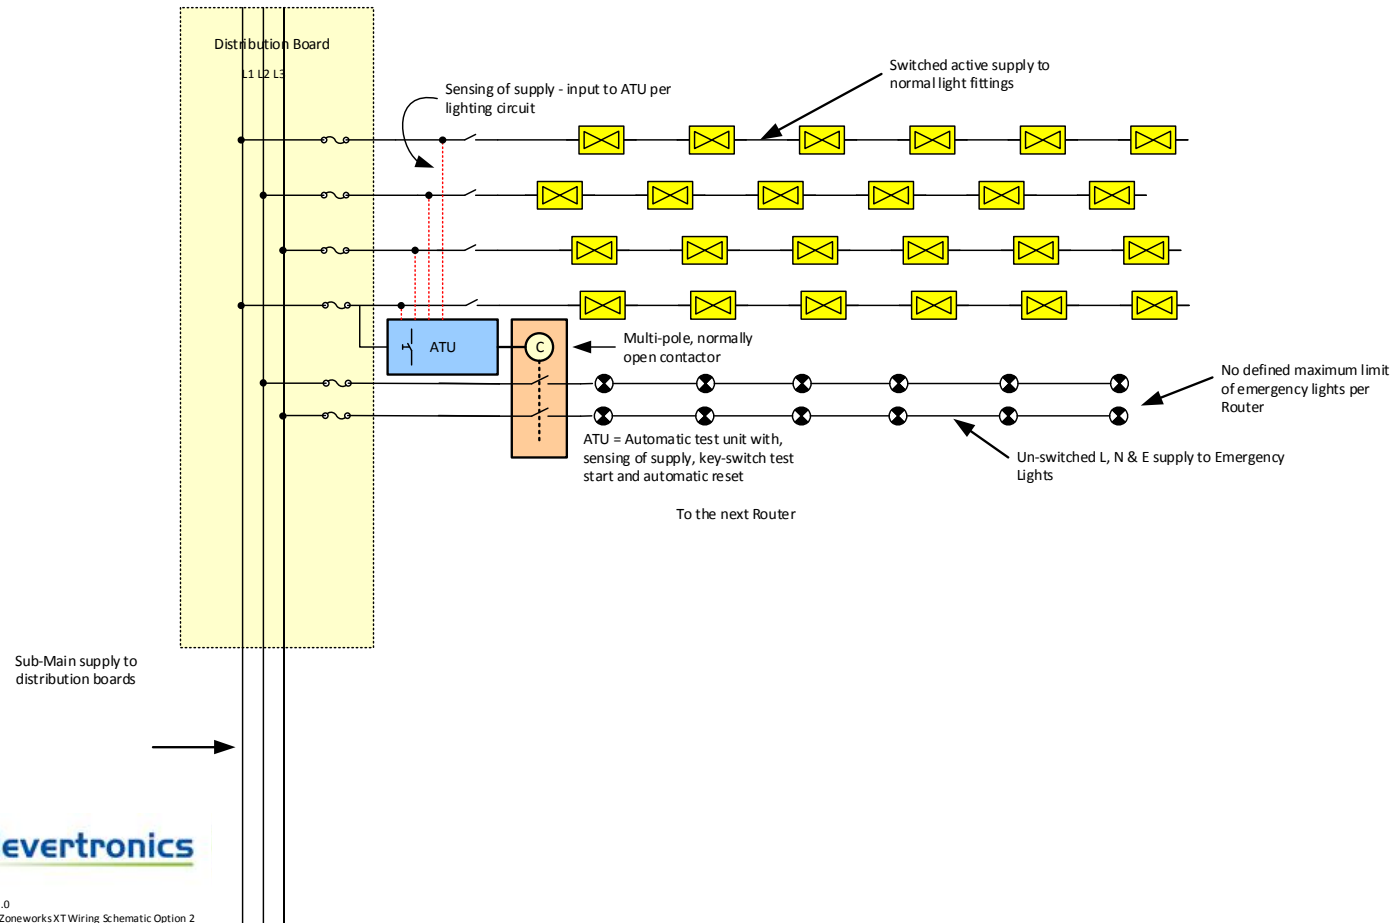 Distribution Board
L1 L2 L3
Sensing of supply - input to ATU per
lighting circuit
Switched active supply to
normal light fittings
ATU
C
Multi-pole, normally
open contactor
No defined maximum limit
of emergency lights per
Router
ATU = Automatic test unit with,
sensing of supply, key-switch test
start and automatic reset
Un-switched L, N & E supply to Emergency
Lights
To the next Router
Sub-Main supply to
distribution boards
evertronics
.0
Zoneworks XT Wiring Schematic Option 2